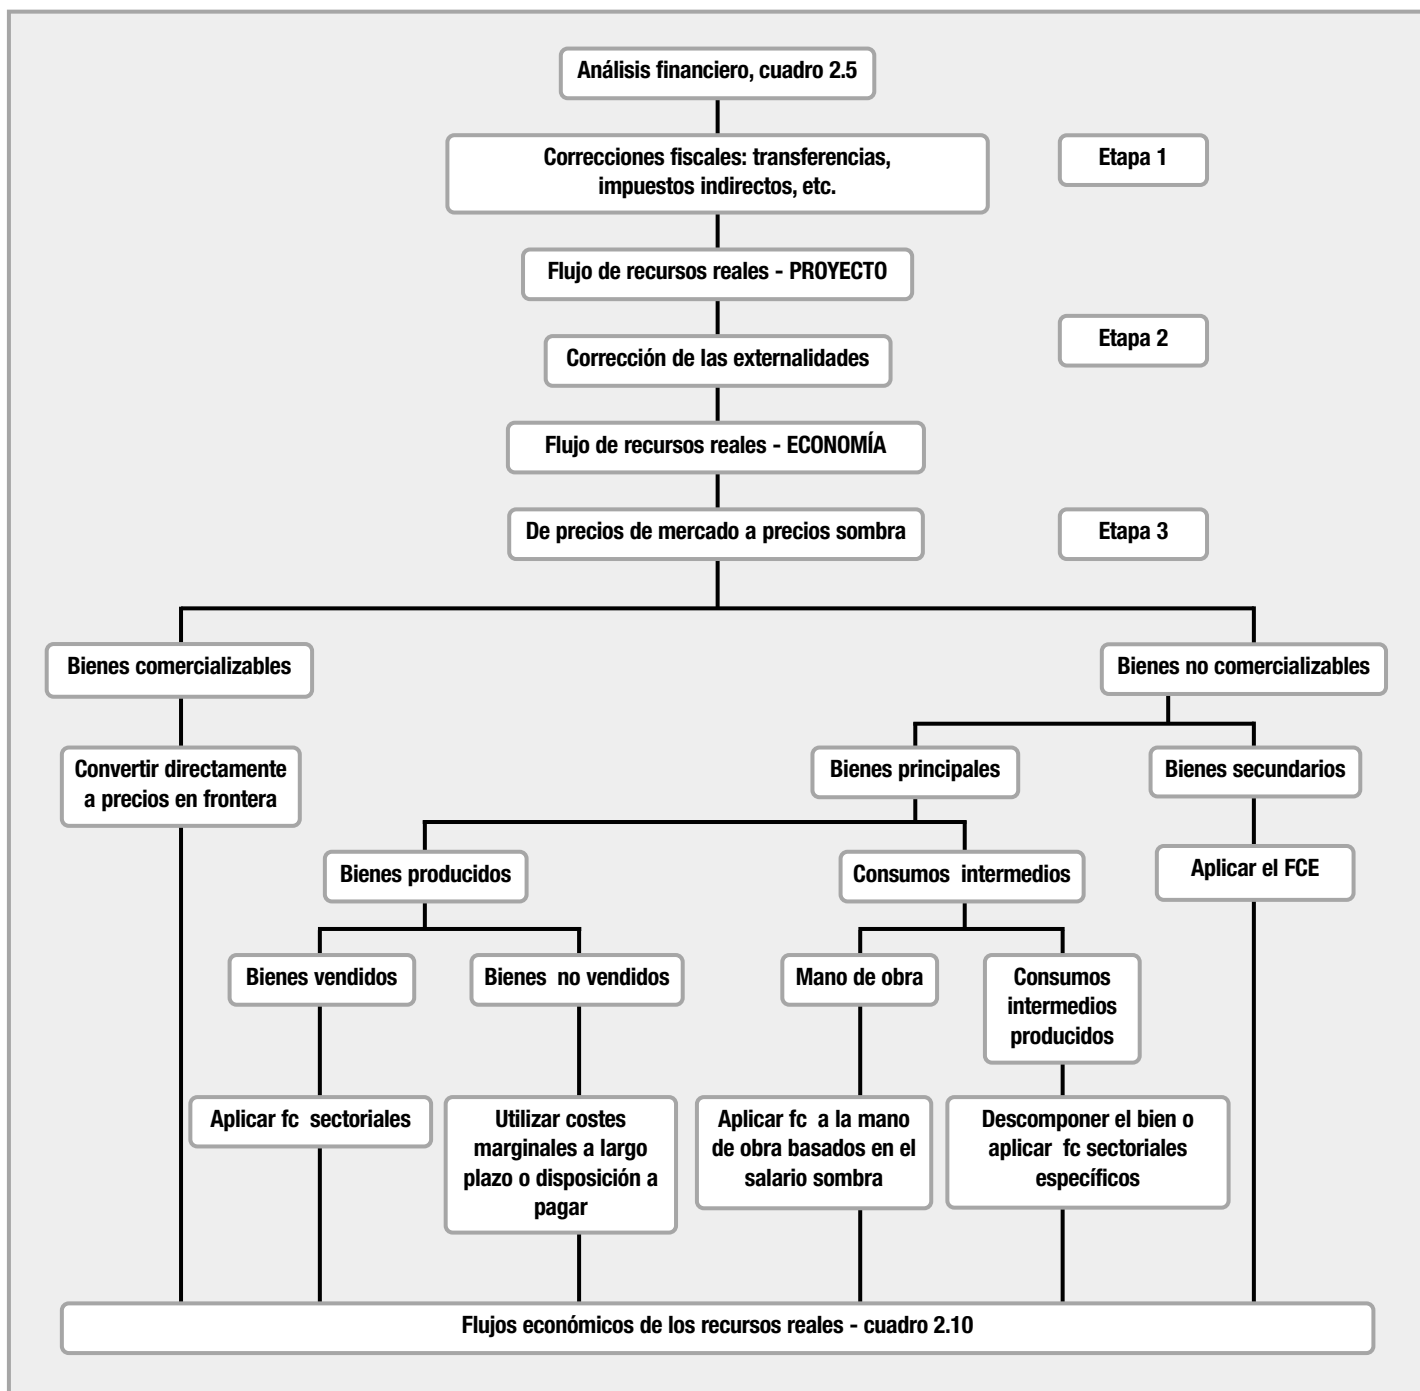 Análisis financiero, cuadro 2.5
Correcciones fiscales: transferencias,
impuestos indirectos, etc.
Etapa 1
Flujo de recursos reales - PROYECTO
Etapa 2
Corrección de las externalidades
Flujo de recursos reales - ECONOMÍA
De precios de mercado a precios sombra
Etapa 3
Bienes comercializables
Bienes no comercializables
Convertir directamente
a precios en frontera
Bienes principales
Bienes secundarios
Bienes producidos
Consumos intermedios
Aplicar el FCE
Bienes vendidos
Bienes no vendidos
Mano de obra
Consumos
intermedios
producidos
Aplicar fc sectoriales
Utilizar costes
marginales a largo
plazo o disposición a
pagar
Aplicar fc a la mano
de obra basados en el
salario sombra
Descomponer el bien o
aplicar fc sectoriales
específicos
Flujos económicos de los recursos reales - cuadro 2.10